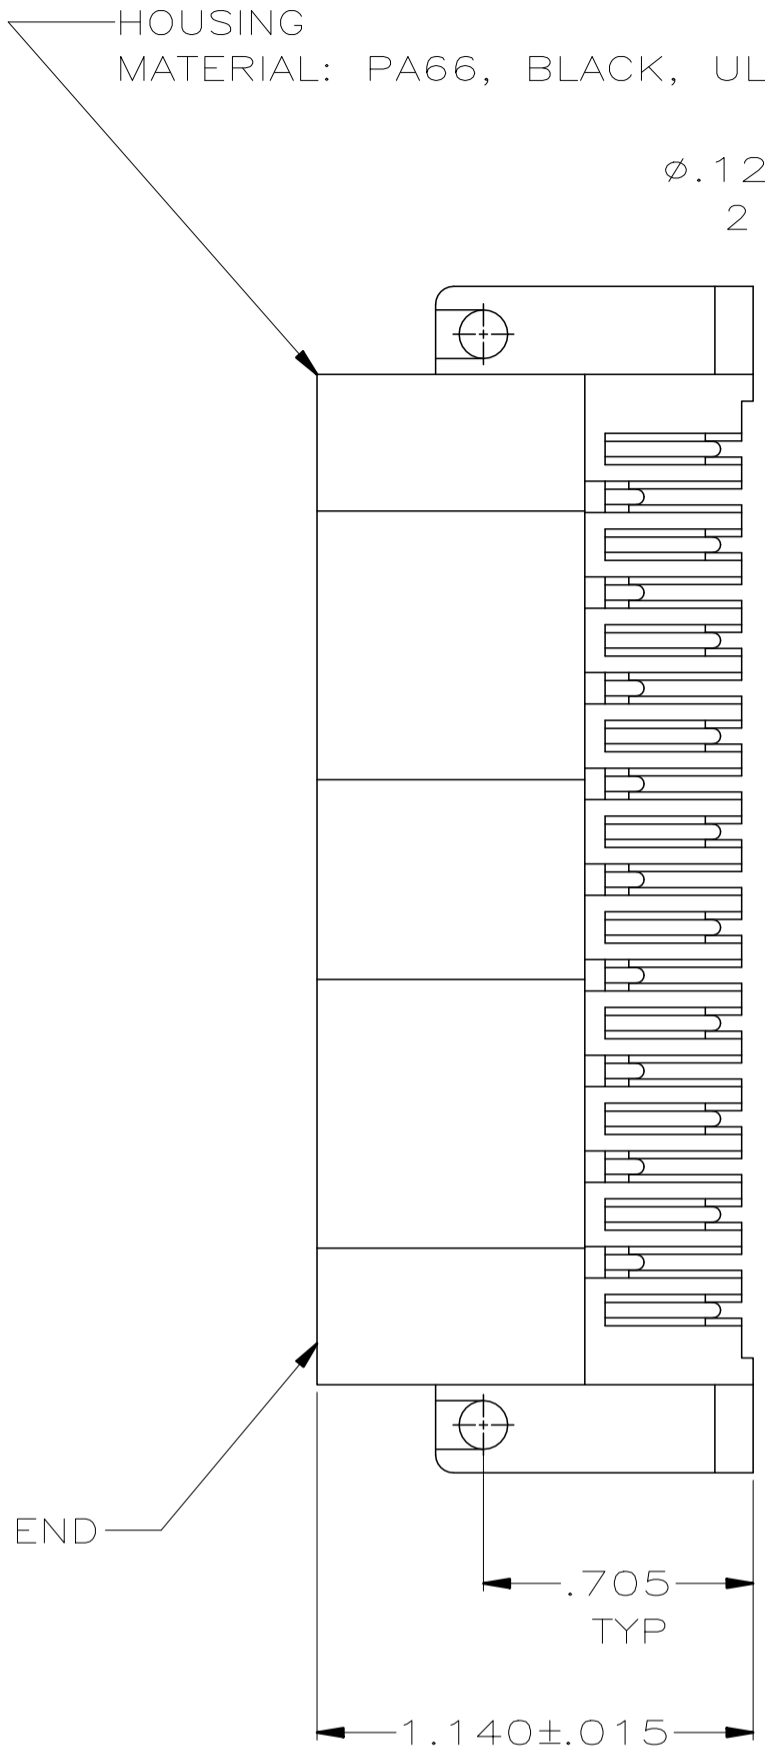 HOUSING
MATERIAL: PA66, BLACK, UL
Ø.12
2
END
.705
TYP
1.140±.015